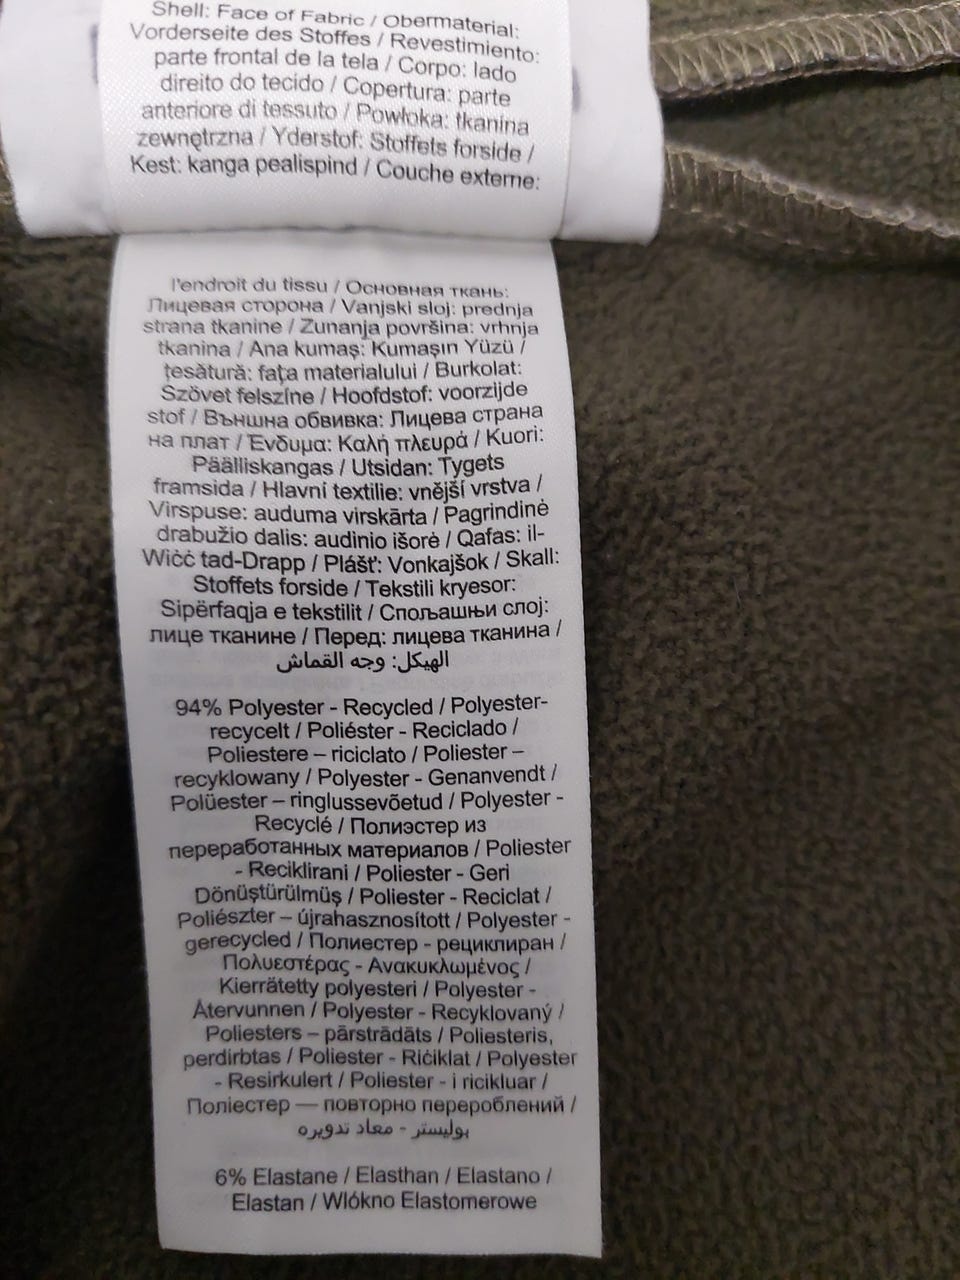 Shell: Face of Fabric / Obermaterial:
Vorderseite des Stoffes / Revestimiento:
parte frontal de la tela / Corpo: lado
direito do tecido / Copertura: parte
anteriore di tessuto / Powłoka: tkanina
zewnętrzna / Yderstof: Stoffets forside /
Kest: kanga pealispind / Couche externe:
l'endroit du tissu / Основная ткань:
Лицевая сторона / Vanjski sloj: prednja
strana tkanine / Zunanja površina: vrhnja
tkanina / Ana kumaş: Kumaşın Yüzü /
țesătură: fața materialului / Burkolat:
Szövet felszíne / Hoofdstof: voorzijde
stof / Външна обвивка: Лицева страна
на плат / Ένδυμα: Καλή πλευρά / Kuori:
Päälliskangas / Utsidan: Tygets
framsida / Hlavní textilie: vnější vrstva /
Virspuse: auduma virskārta / Pagrindinė
drabužio dalis: audinio išorė / Qafas: il-
Wiċċ tad-Drapp / Plášť: Vonkajšok / Skall:
Stoffets forside / Tekstili kryesor:
Sipërfaqja e tekstilit / Спољашњи слој:
лице тканине / Перед: лицева тканина /
الهيكل: وجه القماش
94% Polyester - Recycled / Polyester-
recycelt / Poliéster - Reciclado /
Poliestere – riciclato / Poliester –
recyklowany / Polyester - Genanvendt /
Polüester – ringlussevõetud / Polyester -
Recyclé / Полиэстер из
переработанных материалов / Poliester
- Reciklirani / Poliester - Geri
Dönüştürülmüş / Poliester - Reciclat /
Poliészter – újrahasznosított / Polyester -
gerecycled / Полиестер - рециклиран /
Πολυεστέρας - Ανακυκλωμένος /
Kierrätetty polyesteri / Polyester -
Återvunnen / Polyester - Recyklovaný /
Poliesters – pārstrādāts / Poliesteris,
perdirbtas / Poliester - Riċiklat / Polyester
- Resirkulert / Poliester - i ricikluar /
Поліестер — повторно перероблений /
بوليستر - معاد تدويره
6% Elastane / Elasthan / Elastano /
Elastan / Wlókno Elastomerowe